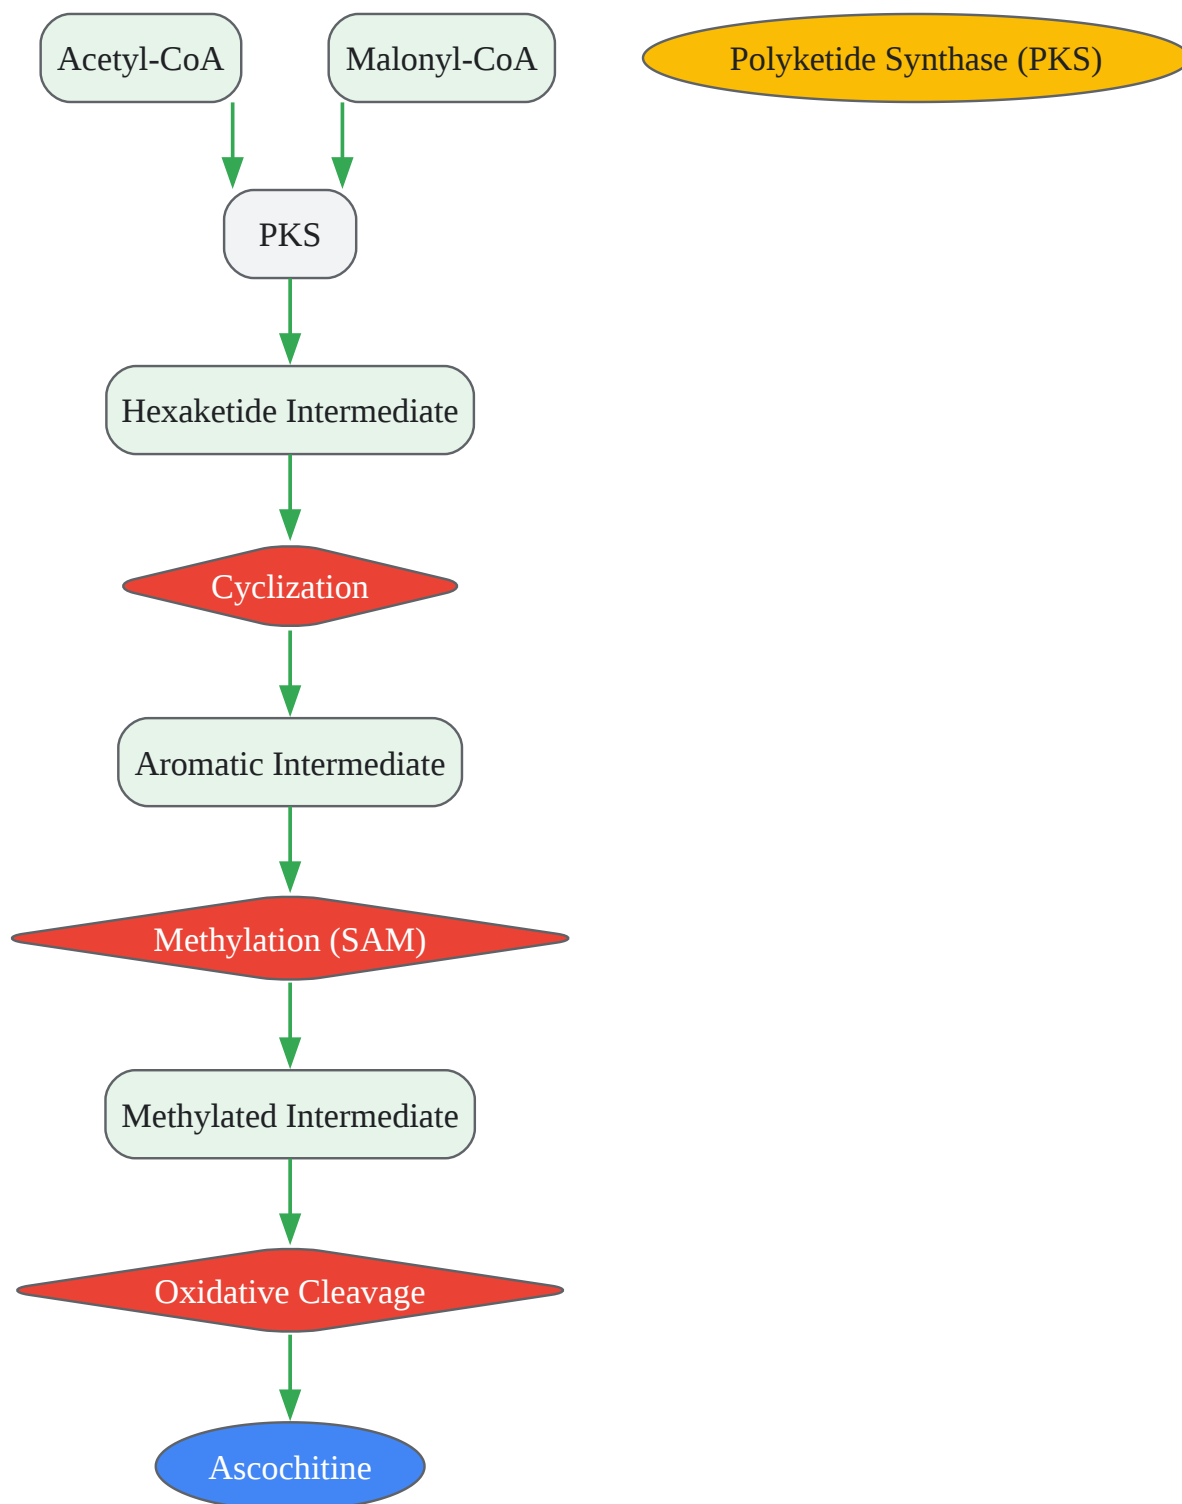 Acetyl-CoA
Malonyl-CoA
Polyketide Synthase (PKS)
PKS
Hexaketide Intermediate
Cyclization
Aromatic Intermediate
Methylation (SAM)
Methylated Intermediate
Oxidative Cleavage
Ascochitine